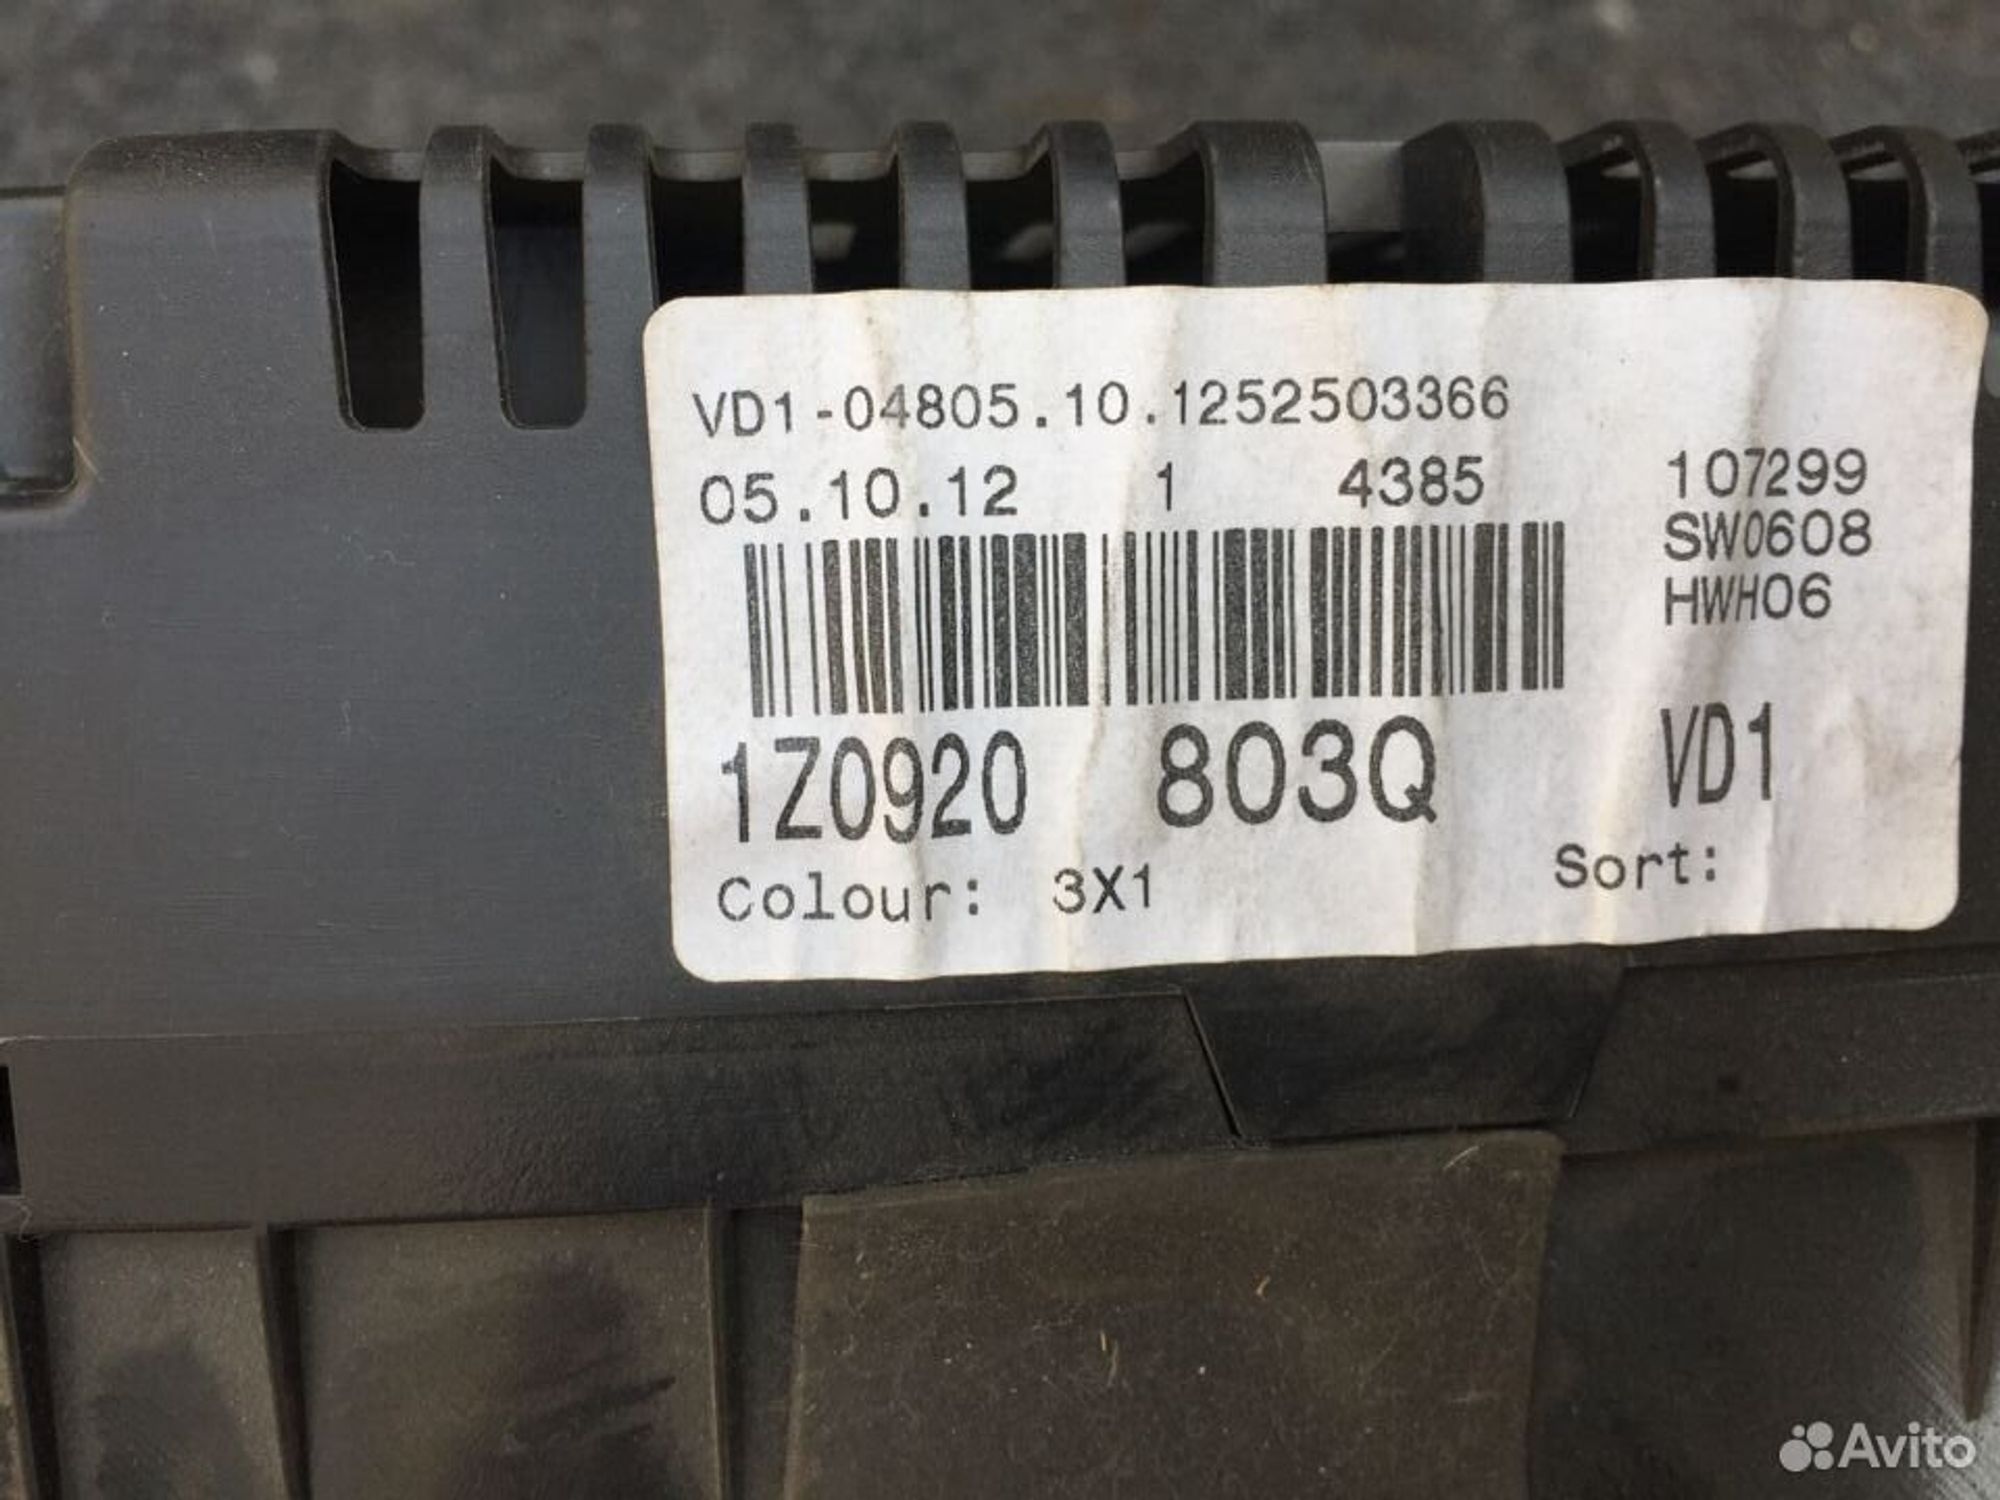 VD1-04805.10.1252503366
05.10.12 1 4385 107299
SW0608
HWH06
1Z0920 803Q VD1
Colour: 3X1 Sort:
Avito